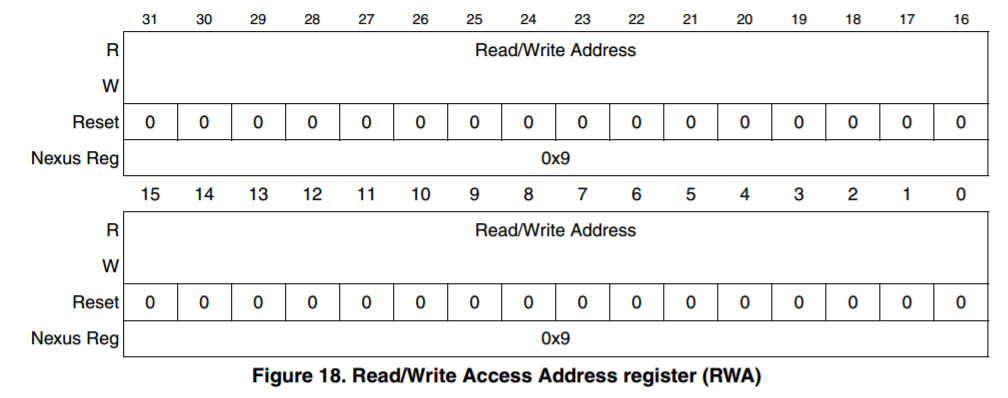 31 30 29 28 27 26 25 24 23 22 21 20 19 18 17 16
R Read/Write Address
W
Reset 0 0 0 0 0 0 0 0 0 0 0 0 0 0 0 0
Nexus Reg 0x9
15 14 13 12 11 10 9 8 7 6 5 4 3 2 1 0
R Read/Write Address
W
Reset 0 0 0 0 0 0 0 0 0 0 0 0 0 0 0 0
Nexus Reg 0x9
Figure 18. Read/Write Access Address register (RWA)